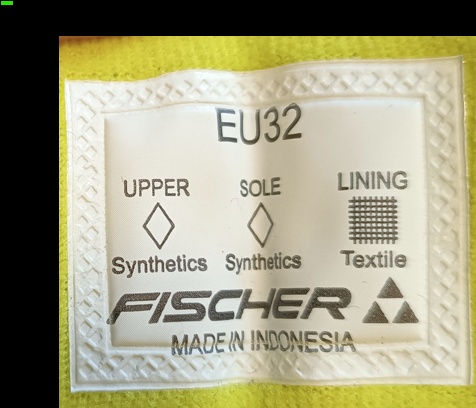 EU32
UPPER SOLE LINING
Synthetics Synthetics Textile
FISCHER
MADE IN INDONESIA